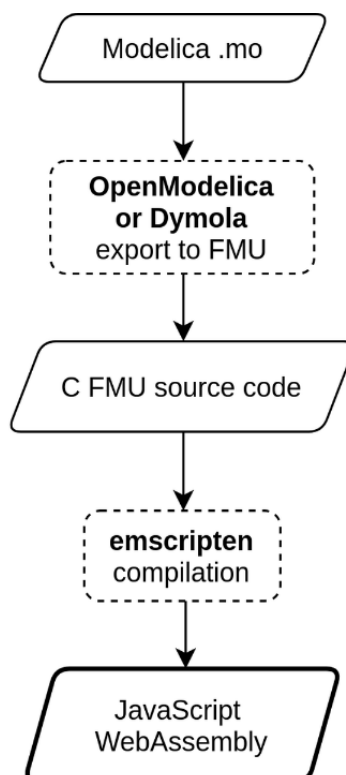 Modelica .mo
OpenModelica
or Dymola
export to FMU
C FMU source code
emscripten
compilation
JavaScript
WebAssembly